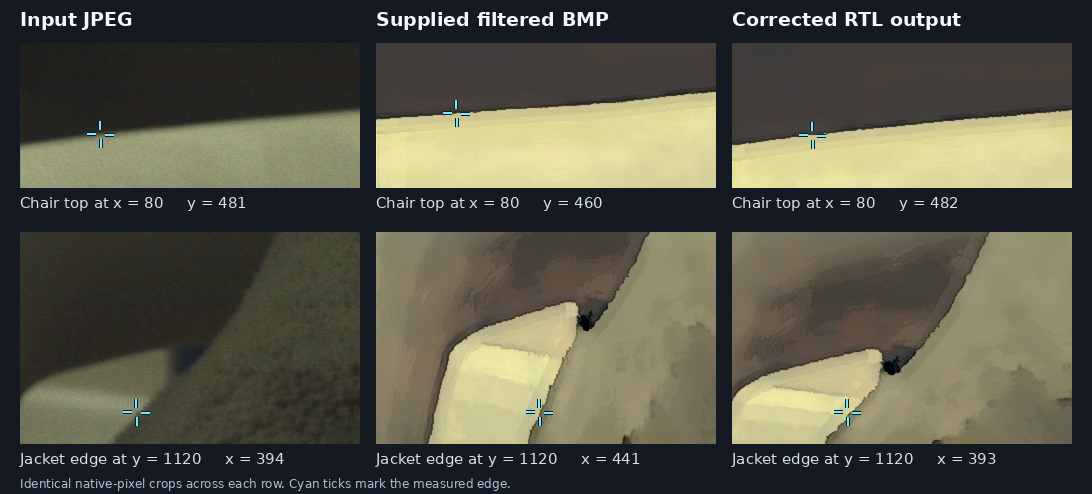 Input JPEG
Supplied filtered BMP
Corrected RTL output
Chair top at x = 80 y = 481
Chair top at x = 80 y = 460
Chair top at x = 80 y = 482
Jacket edge at y = 1120 x = 394
Jacket edge at y = 1120 x = 441
Jacket edge at y = 1120 x = 393
Identical native-pixel crops across each row. Cyan ticks mark the measured edge.